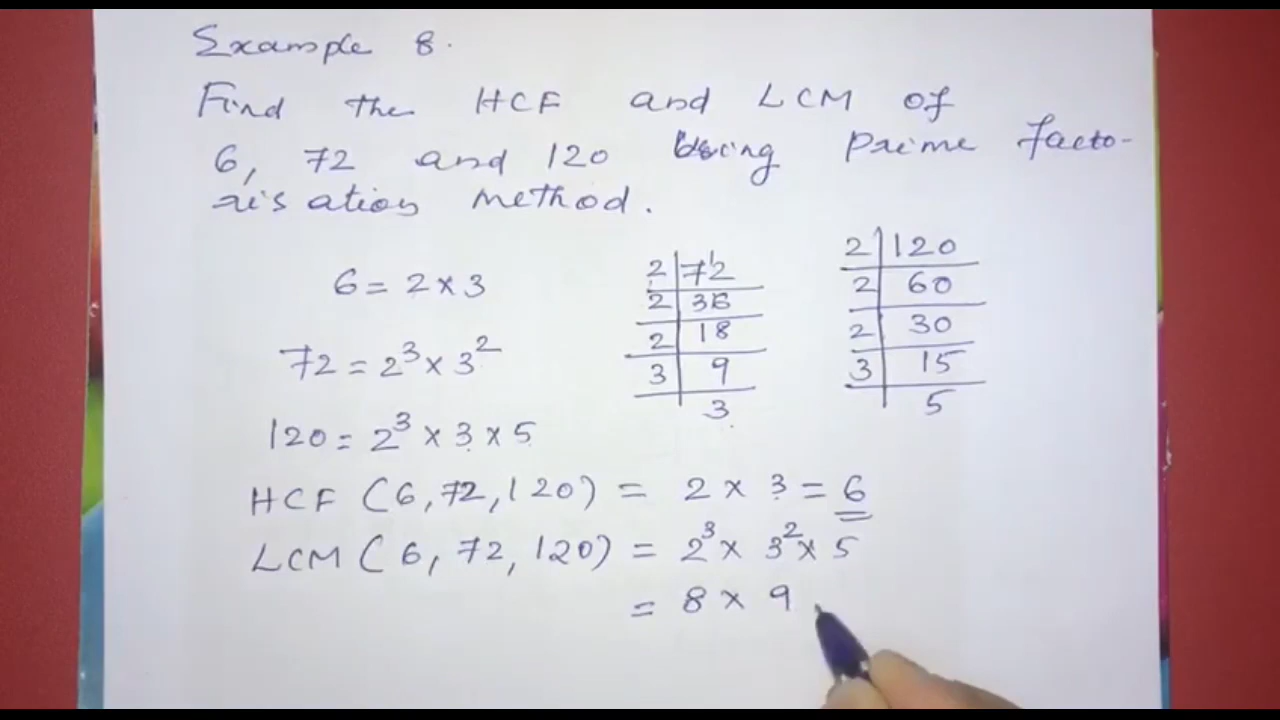 Example 8.
Find the HCF and LCM of
6, 72 and 120 Using Prime facto-
risation method.
6 = 2 × 3
72 = 2³ × 3²
120 = 2³ × 3 × 5
2 | 72
2 | 36
2 | 18
3 | 9
3
2 | 120
2 | 60
2 | 30
3 | 15
5
HCF (6, 72, 120) = 2 × 3 = 6
LCM (6, 72, 120) = 2³ × 3² × 5
= 8 × 9